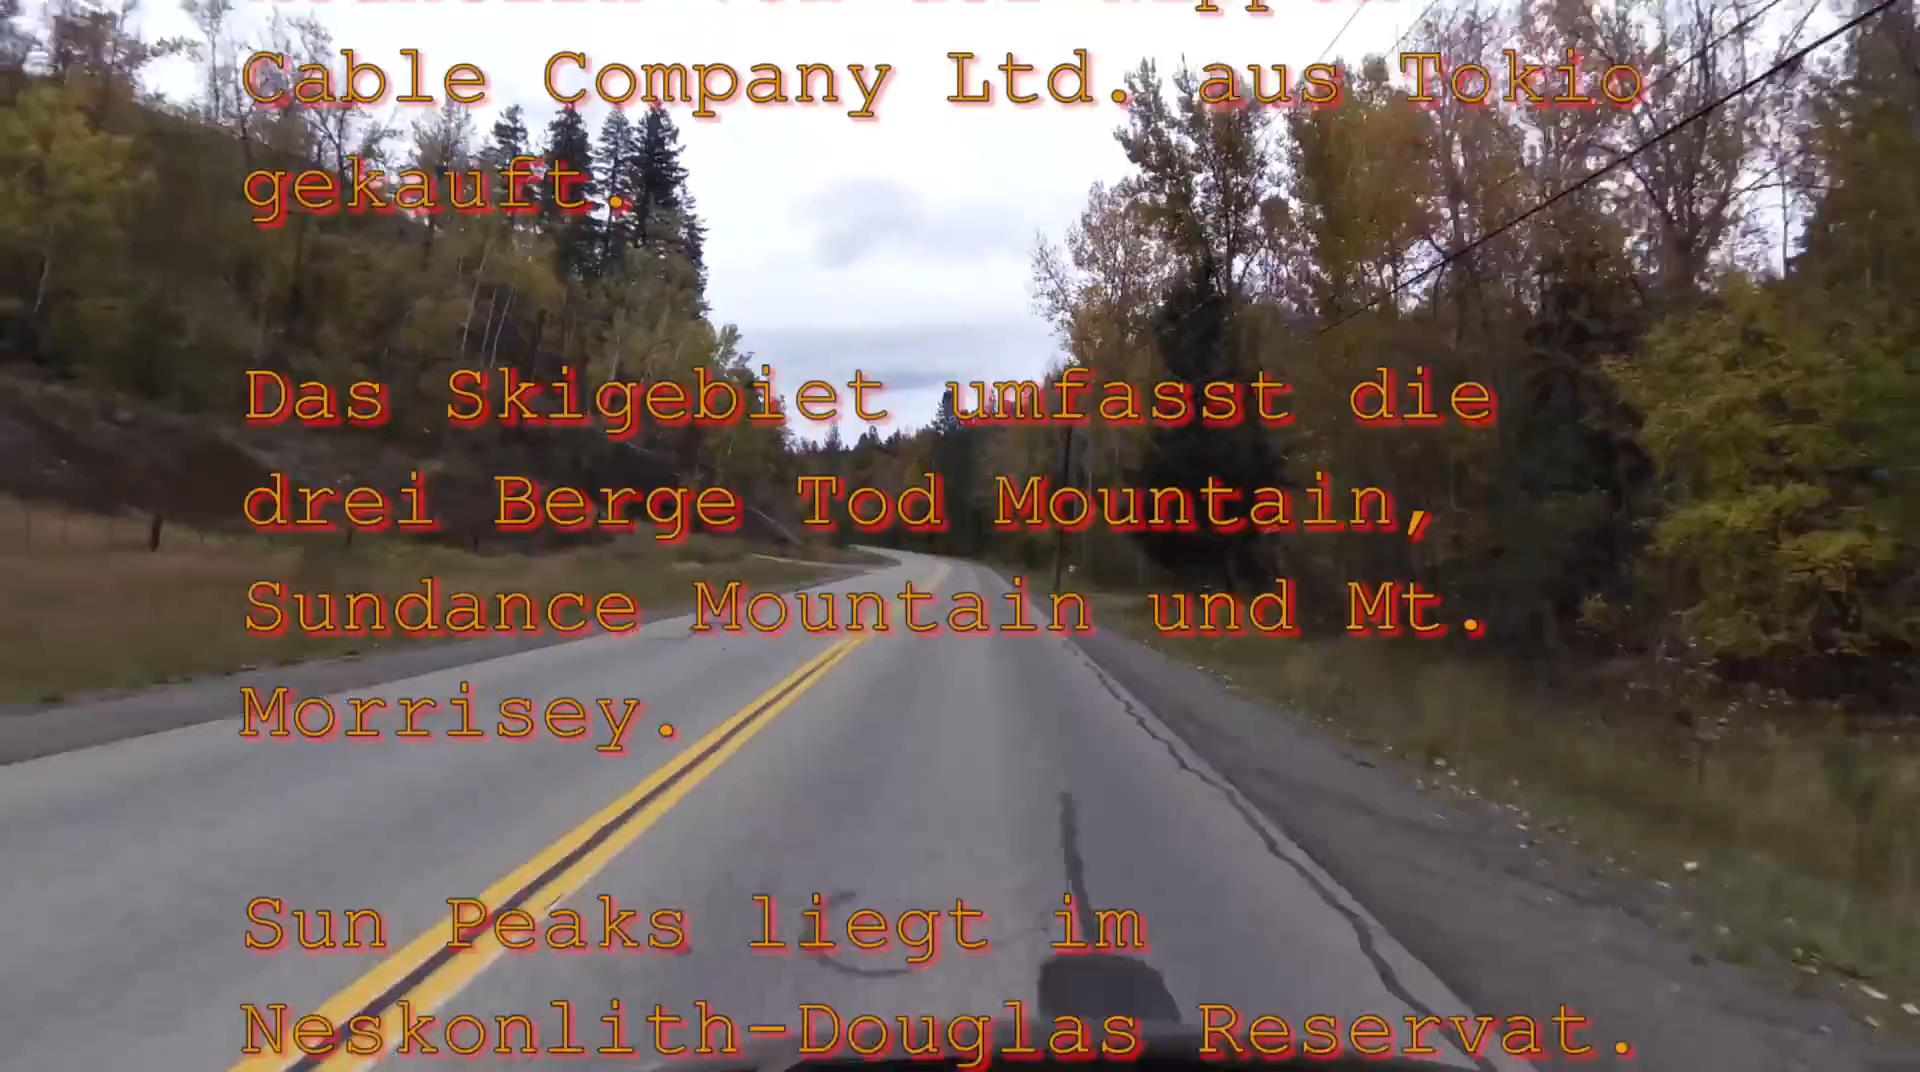 Cable Company Ltd. aus Tokio
gekauft.
Das Skigebiet umfasst die
drei Berge Tod Mountain,
Sundance Mountain und Mt.
Morrisey.
Sun Peaks liegt im
Neskonlith-Douglas Reservat.